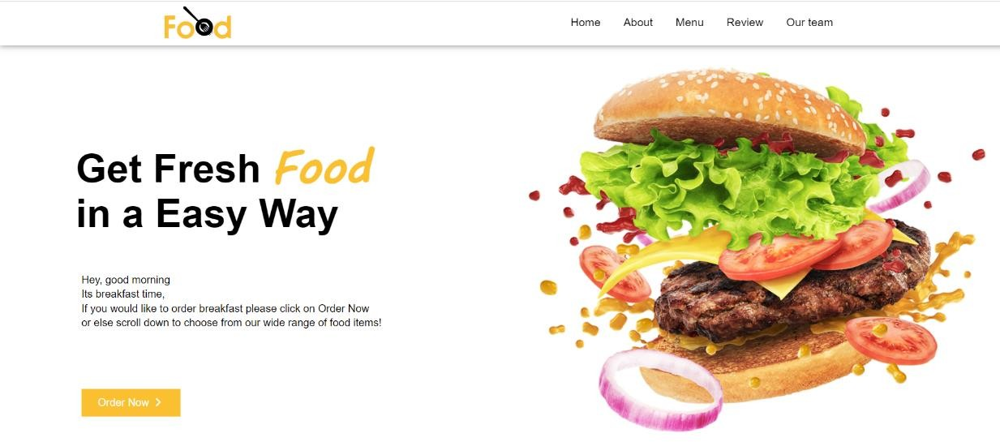 Food
Home About Menu Review Our team
Get Fresh Food
in a Easy Way
Hey, good morning
Its breakfast time,
If you would like to order breakfast please click on Order Now
or else scroll down to choose from our wide range of food items!
Order Now >